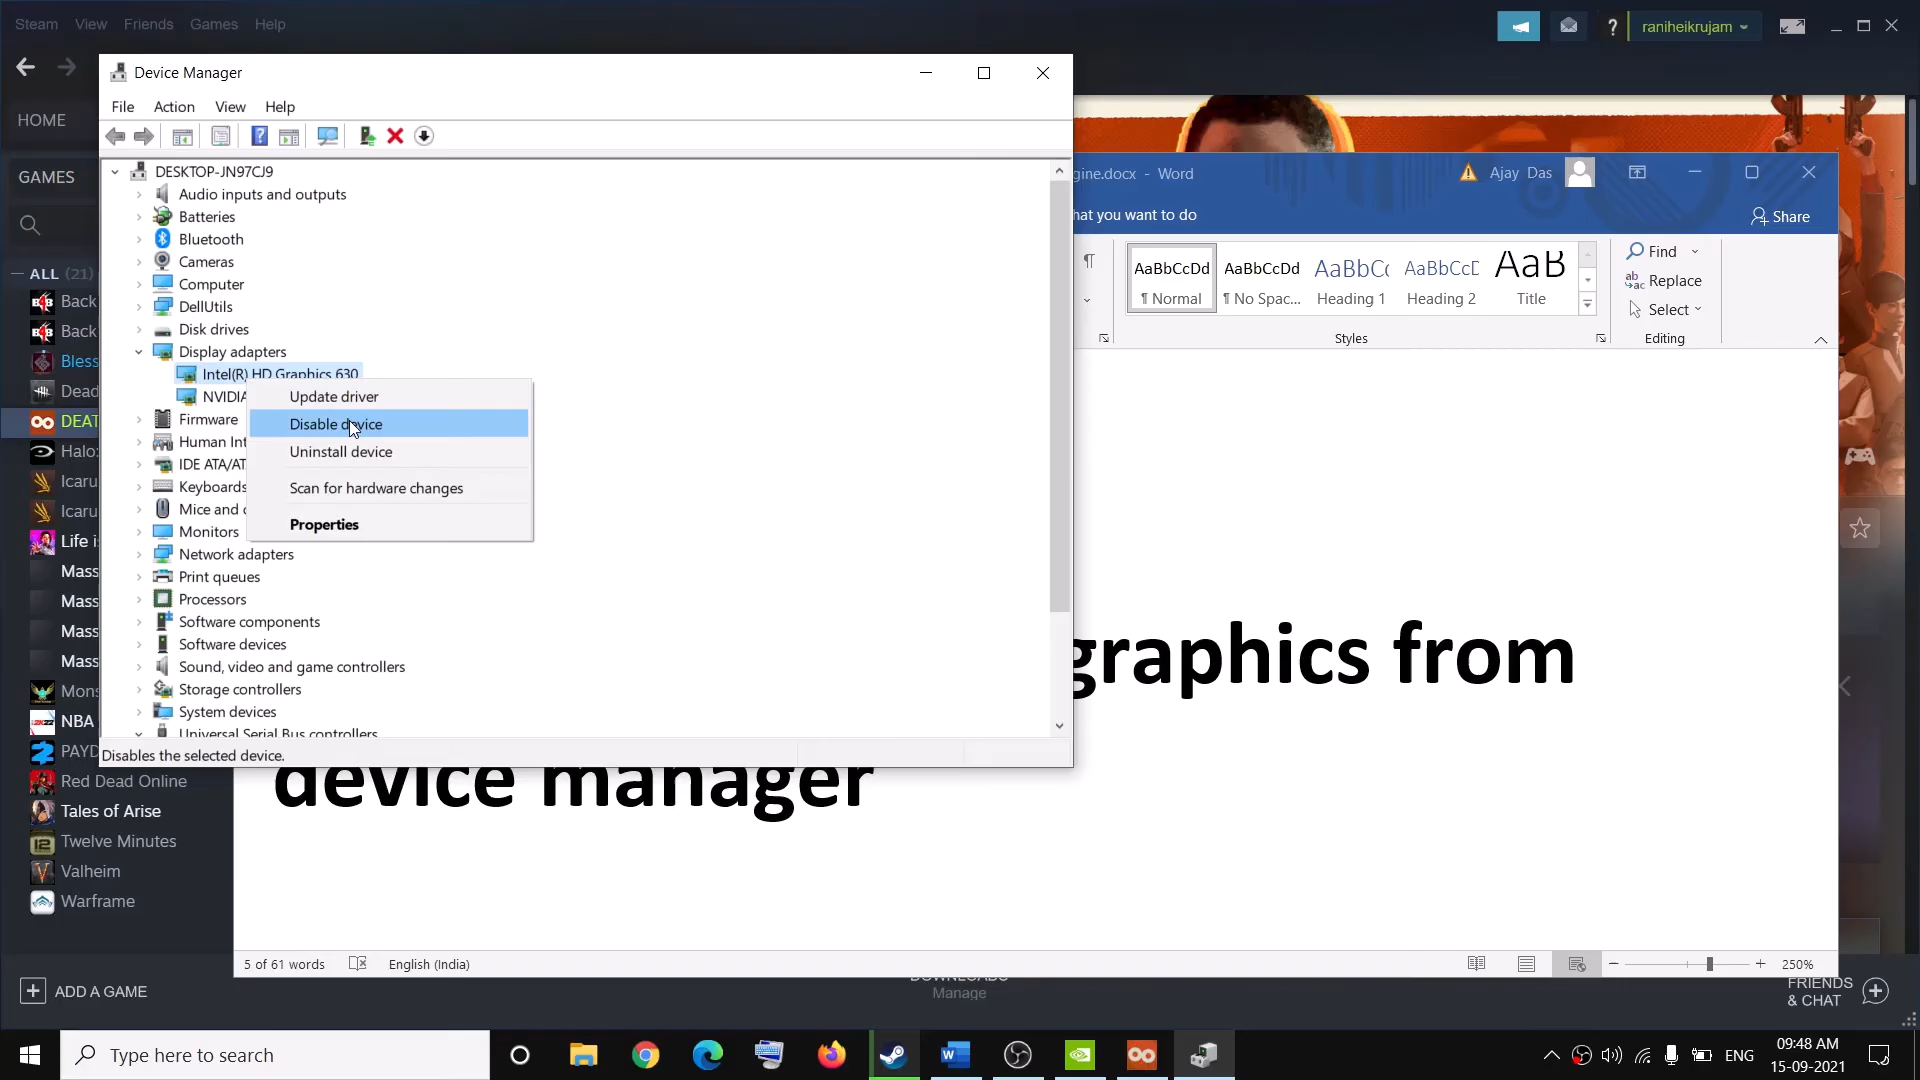 Steam View Friends Games Help
raniheikrujam
HOME
GAMES
ALL (21)
Back
Back
Bless
Dead
DEAT
Halo:
Icaru
Icaru
Life i
Mass
Mass
Mass
Mass
Mons
NBA
PAYD
Red Dead Online
Tales of Arise
Twelve Minutes
Valheim
Warframe
ADD A GAME
Device Manager
File Action View Help
DESKTOP-JN97CJ9
Audio inputs and outputs
Batteries
Bluetooth
Cameras
Computer
DellUtils
Disk drives
Display adapters
Intel(R) HD Graphics 630
NVIDIA
Firmware
Human Int
IDE ATA/AT
Keyboards
Mice and
Monitors
Network adapters
Print queues
Processors
Software components
Software devices
Sound, video and game controllers
Storage controllers
System devices
Universal Serial Bus controllers
Disables the selected device.
Update driver
Disable device
Uninstall device
Scan for hardware changes
Properties
gine.docx - Word
Ajay Das
hat you want to do
Share
AaBbCcDd AaBbCcDd AaBbC AaBbCcD AaB
¶ Normal ¶ No Spac... Heading 1 Heading 2 Title
Styles
Find
Replace
Select
Editing
graphics from
device manager
5 of 61 words English (India)
250%
DOWNLOADS
Manage
FRIENDS
& CHAT
Type here to search
ENG
09:48 AM
15-09-2021